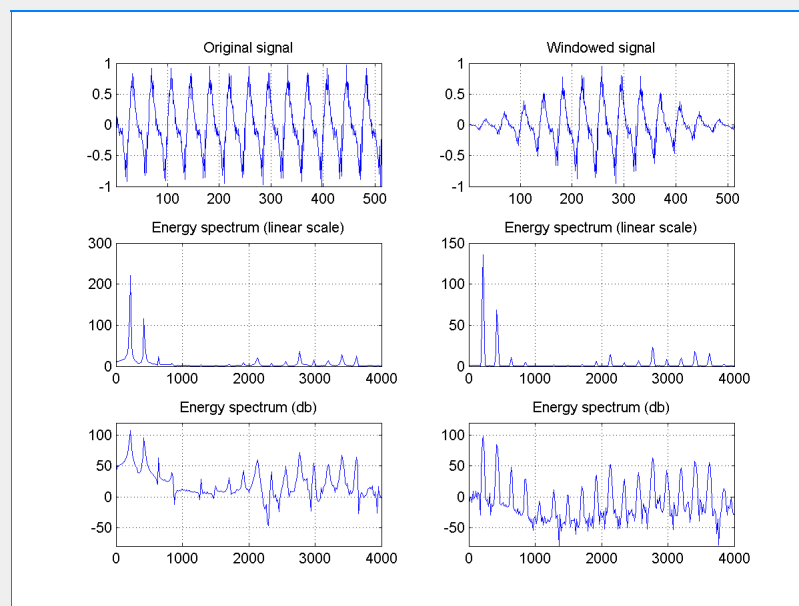 Original signal
Windowed signal
1
0.5
0
-0.5
-1
100 200 300 400 500
1
0.5
0
-0.5
-1
100 200 300 400 500
Energy spectrum (linear scale)
Energy spectrum (linear scale)
300
200
100
0
0 1000 2000 3000 4000
150
100
50
0
0 1000 2000 3000 4000
Energy spectrum (db)
Energy spectrum (db)
100
50
0
-50
0 1000 2000 3000 4000
100
50
0
-50
0 1000 2000 3000 4000